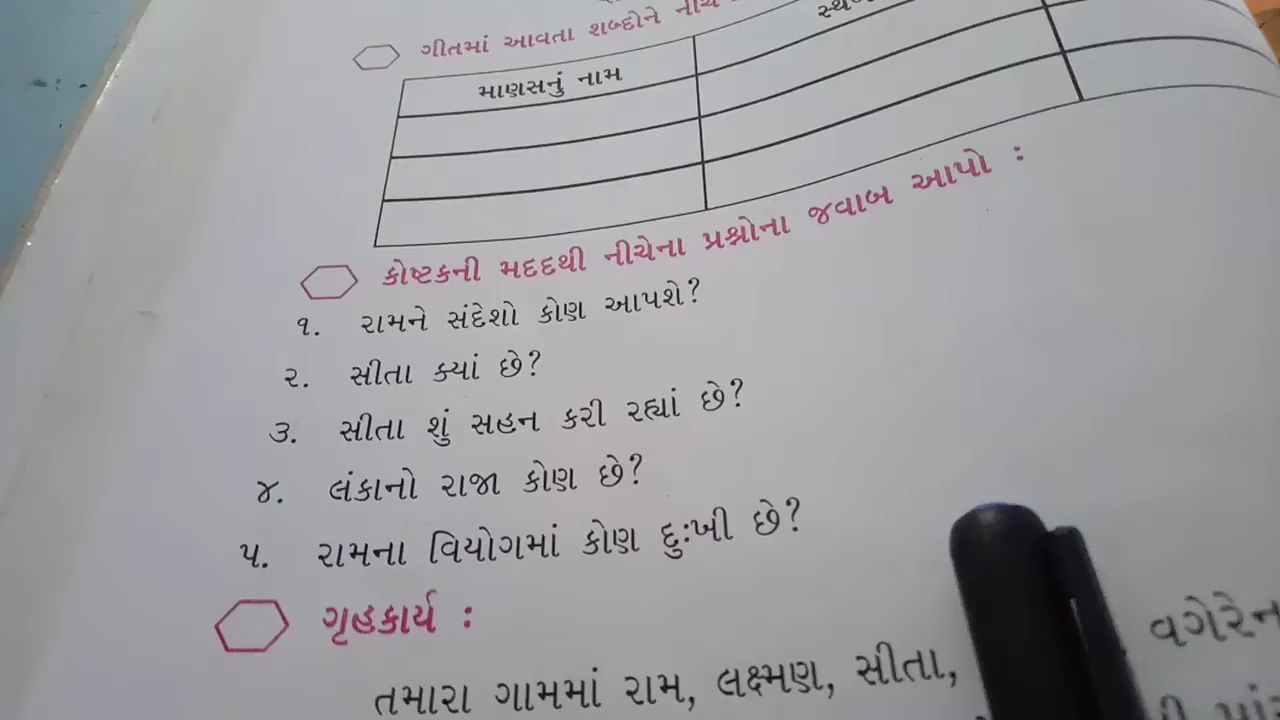 ગીતમાં આવતા શબ્દોને નીચે
માણસનું નામ
કોષ્ટકની મદદથી નીચેના પ્રશ્નોના જવાબ આપો :
૧. રામને સંદેશો કોણ આપશે?
૨. સીતા ક્યાં છે?
૩. સીતા શું સહન કરી રહ્યાં છે?
૪. લંકાનો રાજા કોણ છે?
૫. રામના વિયોગમાં કોણ દુઃખી છે?
ગૃહકાર્ય :
તમારા ગામમાં રામ, લક્ષ્મણ, સીતા,